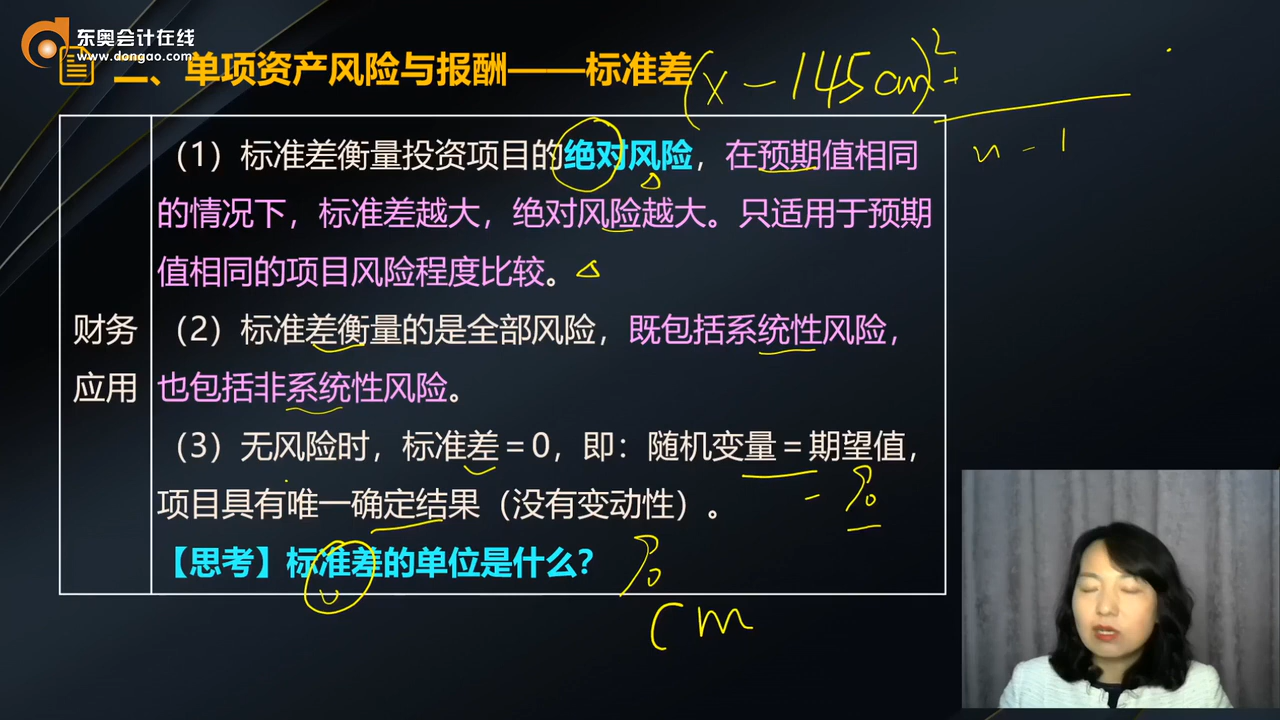 东奥会计在线
www.dongao.com
二、单项资产风险与报酬——标准差
(x-145cm)²+
n-1
(1)标准差衡量投资项目的绝对风险，在预期值相同
的情况下，标准差越大，绝对风险越大。只适用于预期
值相同的项目风险程度比较。
财务
应用
(2)标准差衡量的是全部风险，既包括系统性风险，
也包括非系统性风险。
(3)无风险时，标准差=0，即：随机变量=期望值，
项目具有唯一确定结果（没有变动性）。
【思考】标准差的单位是什么？
%
cm